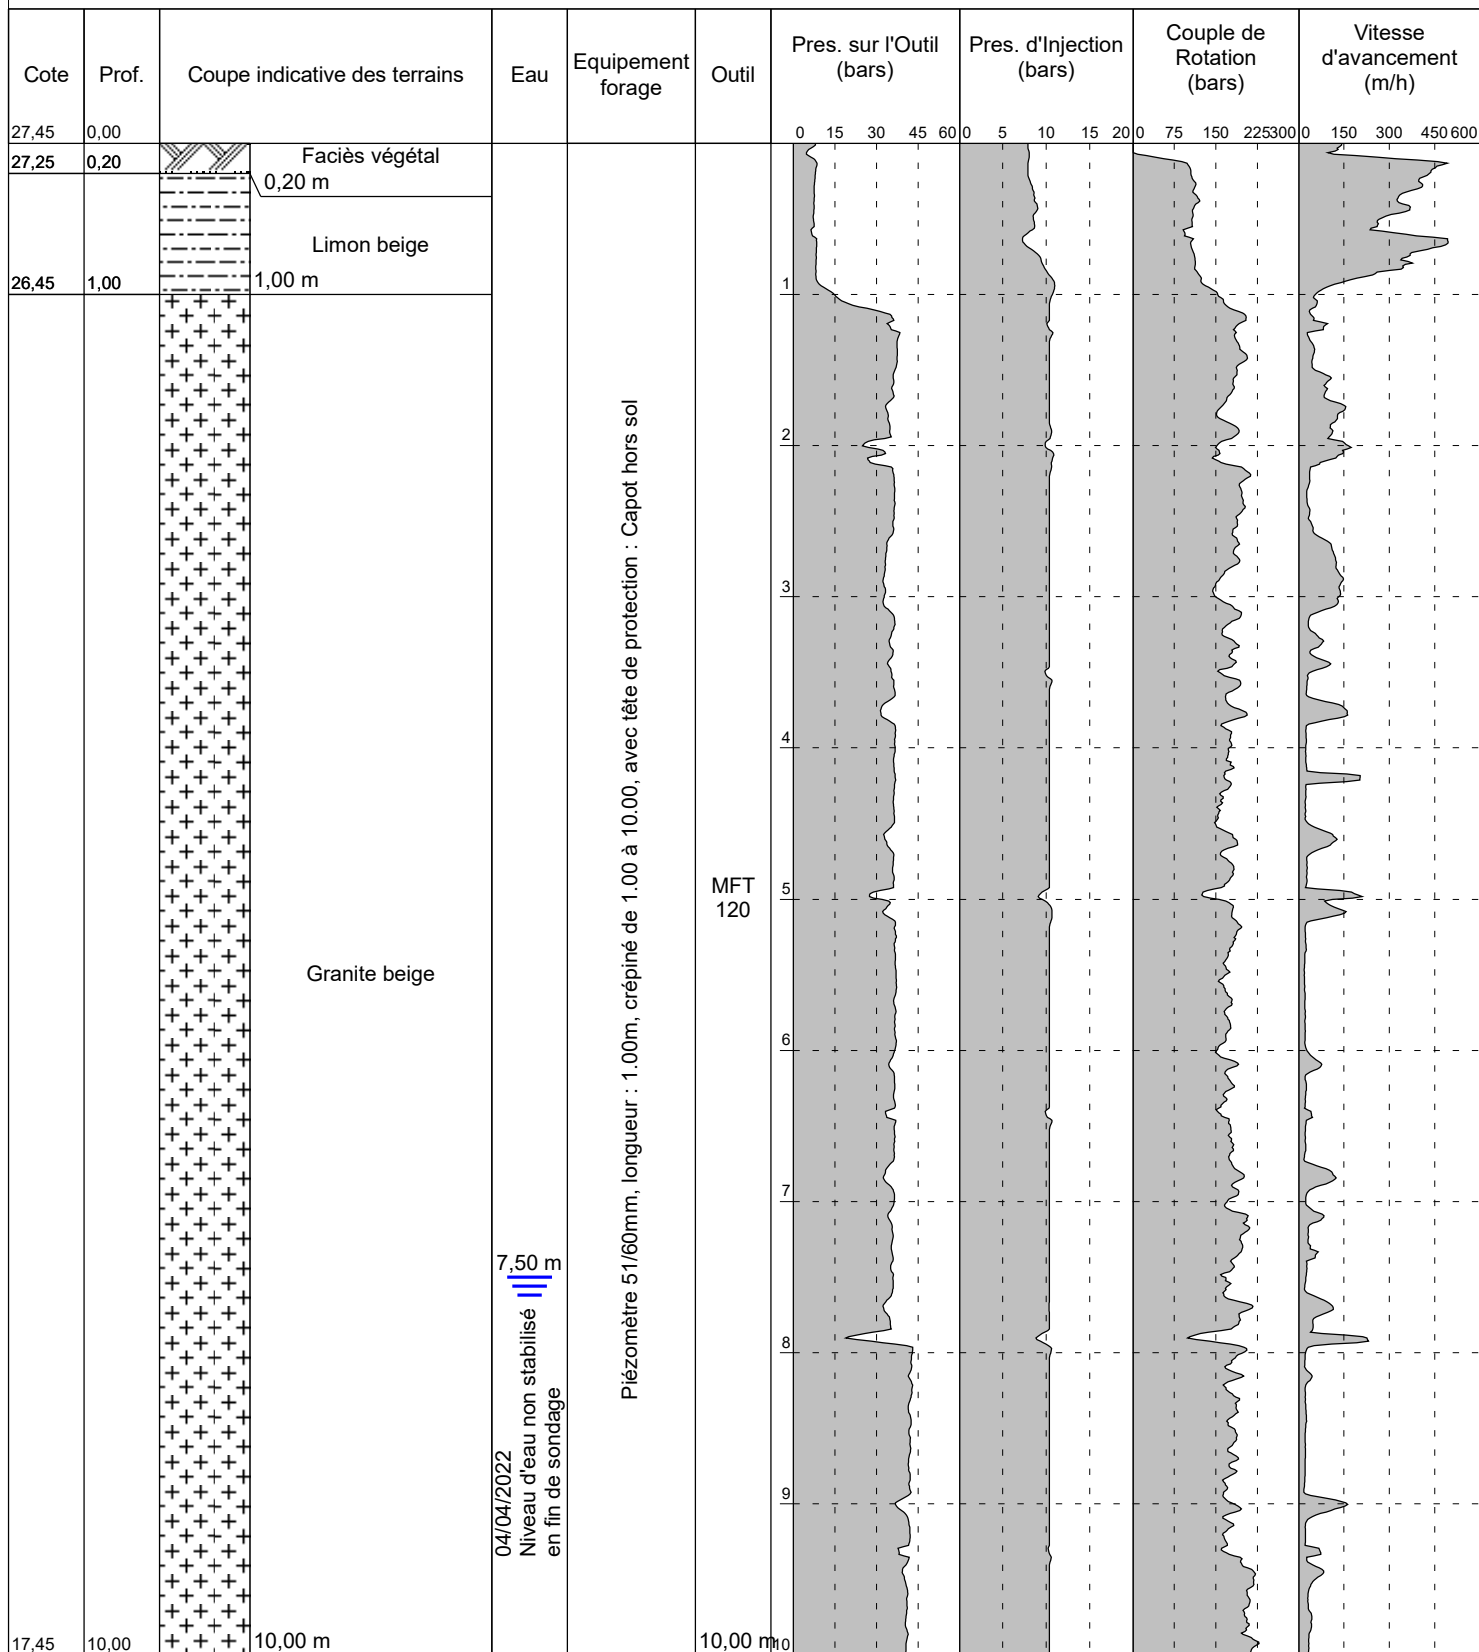 Cote
Prof.
Coupe indicative des terrains
Eau
Equipement
forage
Outil
Pres. sur l'Outil
(bars)
Pres. d'Injection
(bars)
Couple de
Rotation
(bars)
Vitesse
d'avancement
(m/h)
27,45 0,00
0 15 30 45 60
0 5 10 15 20
0 75 150 225 300
0 150 300 450 600
27,25 0,20
Faciès végétal
0,20 m
Limon beige
26,45 1,00
1,00 m
Granite beige
7,50 m
04/04/2022
Niveau d'eau non stabilisé
en fin de sondage
Piézomètre 51/60mm, longueur : 1.00m, crépiné de 1.00 à 10.00, avec tête de protection : Capot hors sol
MFT
120
1
2
3
4
5
6
7
8
9
10
17,45 10,00
10,00 m
10,00 m